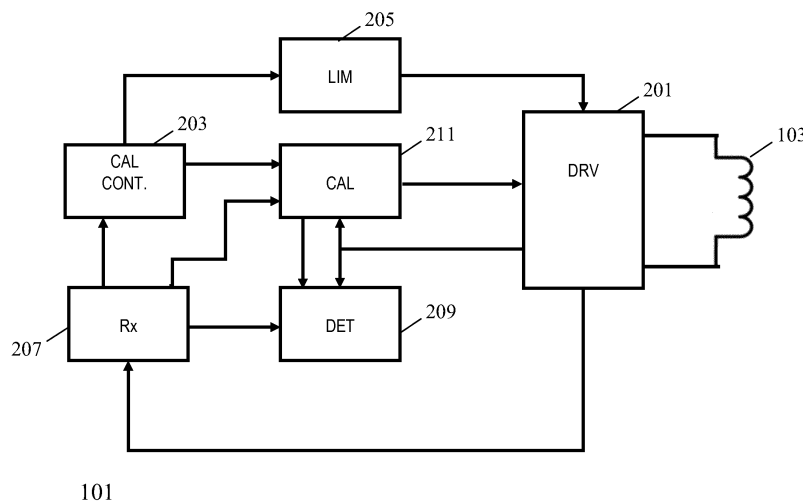 205
LIM
201
203
211
103
CAL
CONT.
CAL
DRV
Rx
DET
207
209
101